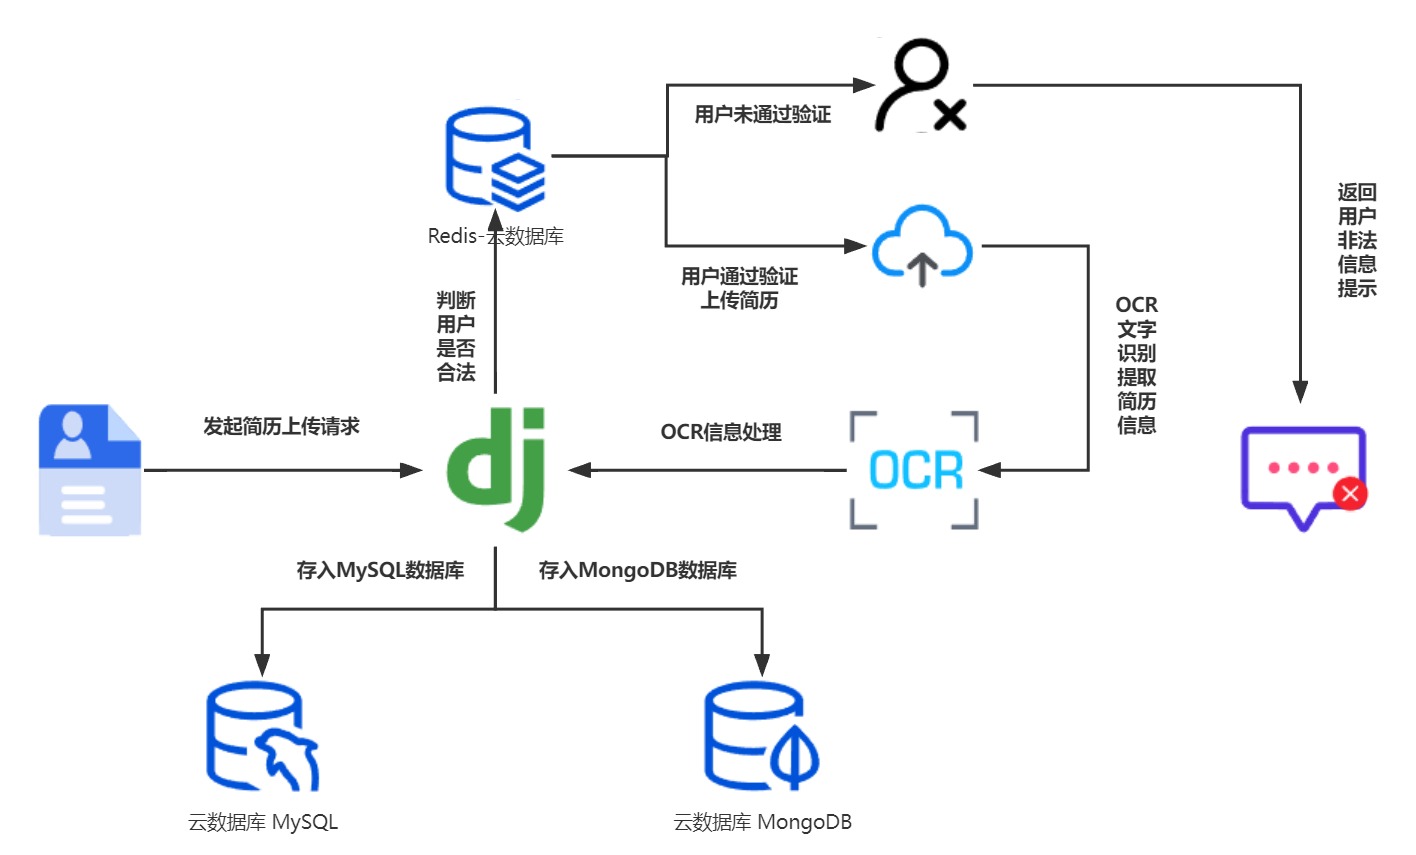 用户未通过验证
Redis-云数据库
用户通过验证
上传简历
返回
用户
非法
信息
提示
判断
用户
是否
合法
OCR
文字
识别
提取
简历
信息
发起简历上传请求
dj
OCR信息处理
OCR
存入MySQL数据库
存入MongoDB数据库
云数据库 MySQL
云数据库 MongoDB